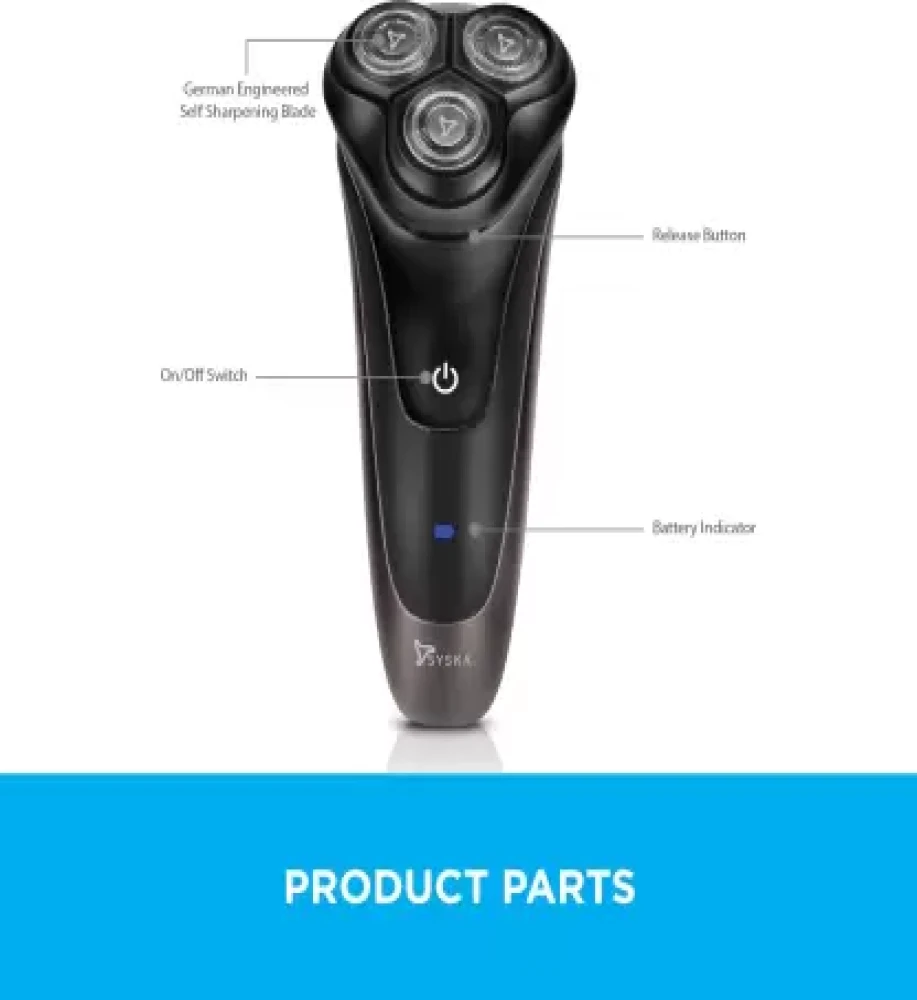 German Engineered
Self Sharpening Blade
Release Button
On/Off Switch
Battery Indicator
SYSKA
PRODUCT PARTS